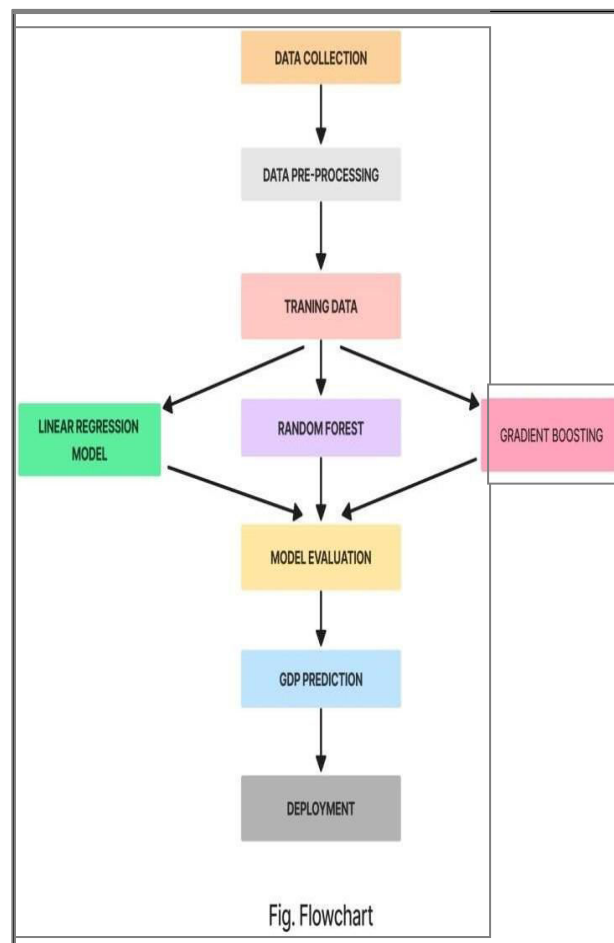 DATA COLLECTION
DATA PRE-PROCESSING
TRANING DATA
LINEAR REGRESSION
MODEL
RANDOM FOREST
GRADIENT BOOSTING
MODEL EVALUATION
GDP PREDICTION
DEPLOYMENT
Fig. Flowchart